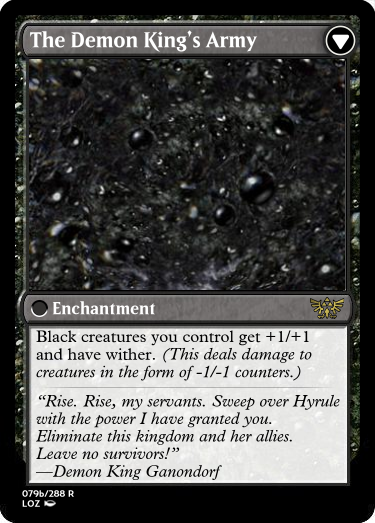 The Demon King's Army
Enchantment
Black creatures you control get +1/+1
and have wither. (This deals damage to
creatures in the form of -1/-1 counters.)
“Rise. Rise, my servants. Sweep over Hyrule
with the power I have granted you.
Eliminate this kingdom and her allies.
Leave no survivors!”
—Demon King Ganondorf
079b/288 R
LOZ